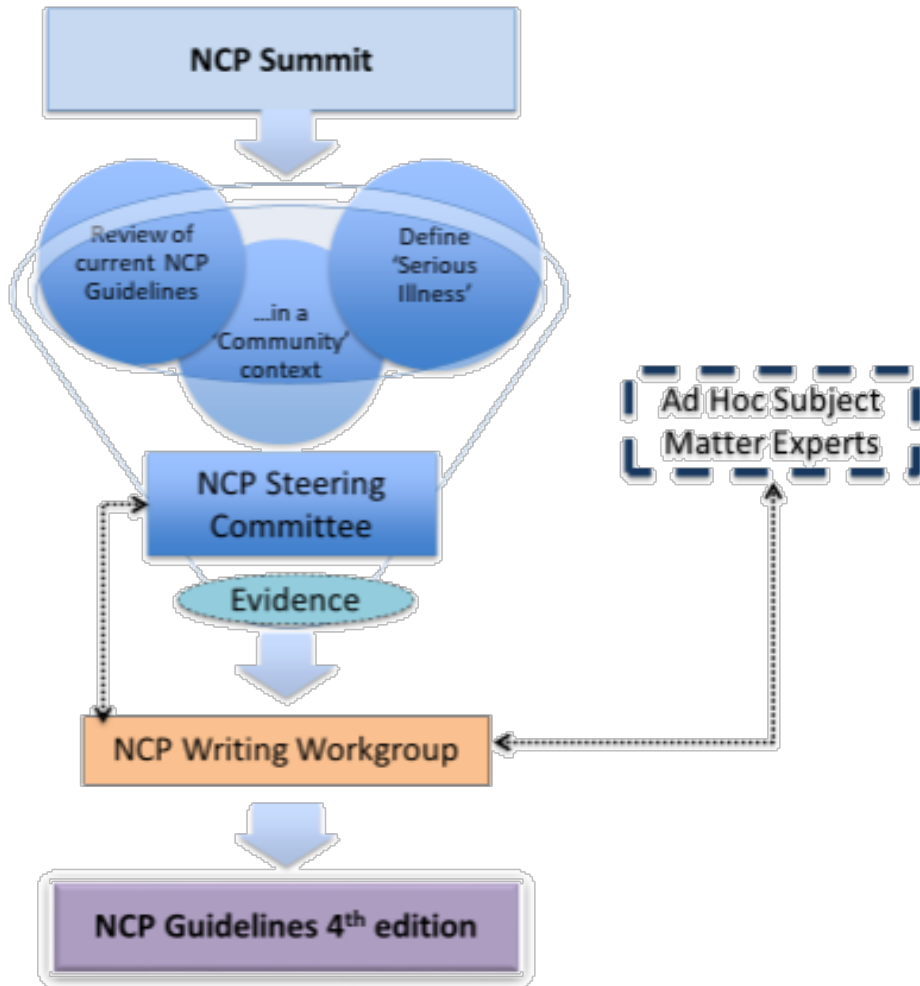 NCP Summit
Review of
current NCP
Guidelines
Define
‘Serious
Illness’
...in a
‘Community’
context
Ad Hoc Subject
Matter Experts
NCP Steering
Committee
Evidence
NCP Writing Workgroup
NCP Guidelines 4th edition